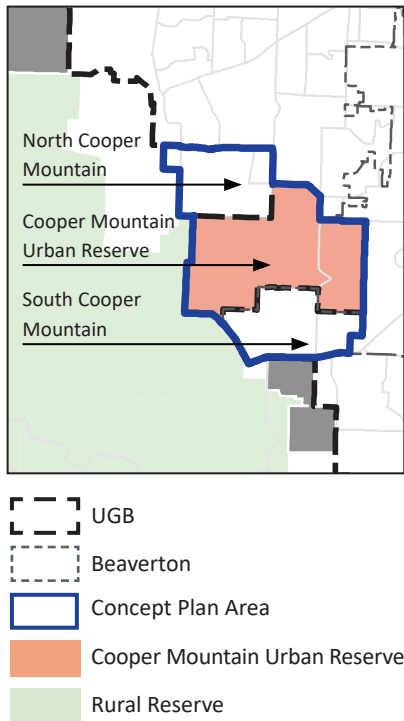 North Cooper
Mountain
Cooper Mountain
Urban Reserve
South Cooper
Mountain
UGB
Beaverton
Concept Plan Area
Cooper Mountain Urban Reserve
Rural Reserve